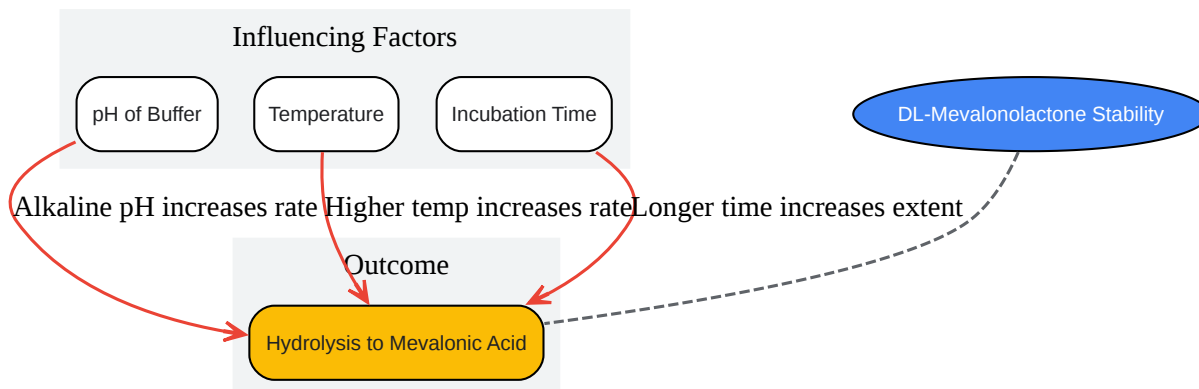 Influencing Factors
pH of Buffer
Temperature
Incubation Time
DL-Mevalonolactone Stability
Alkaline pH increases rate
Higher temp increases rate
Longer time increases extent
Outcome
Hydrolysis to Mevalonic Acid